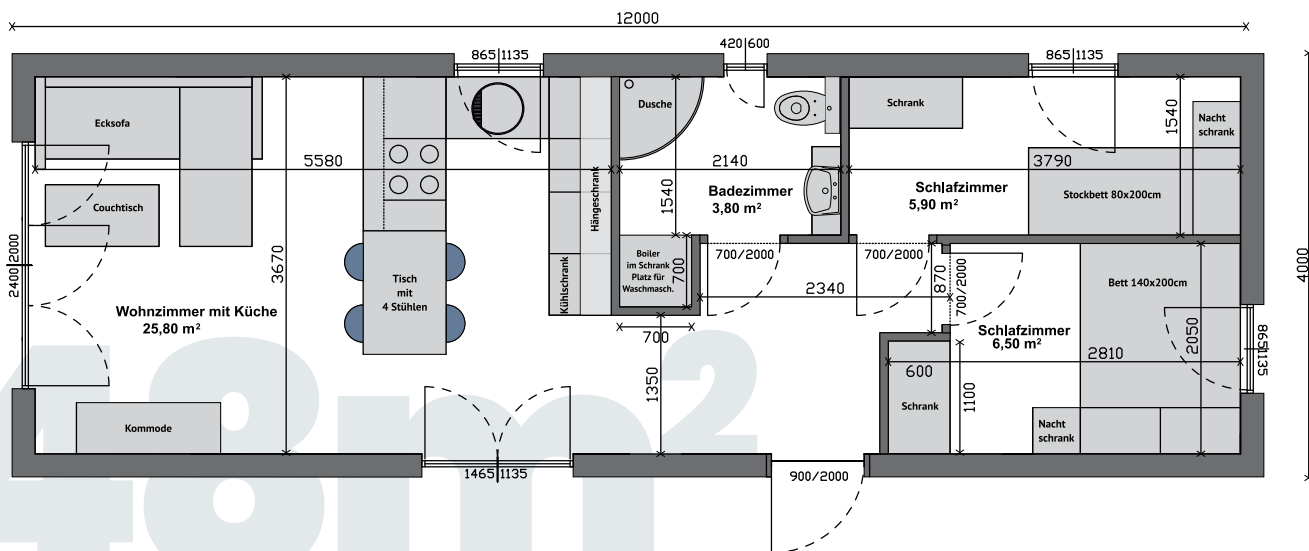 12000
865|1135
420|600
865|1135
Ecksofa
Dusche
Schrank
Nacht
schrank
1540
1540
5580
2140
3790
Couchtisch
Hängeschrank
Badezimmer
3,80 m²
1540
Schlafzimmer
5,90 m²
Stockbett 80x200cm
2400|2000
3670
Tisch
mit
4 Stühlen
Kühlschrank
Boiler
im Schrank
Platz für
Waschmasch.
700
700/2000
700/2000
870
700/2000
Bett 140x200cm
4000
2340
Wohnzimmer mit Küche
25,80 m²
Schlafzimmer
6,50 m²
2050
865|1135
700
600
2810
1350
Schrank
1100
Kommode
Nacht
schrank
1465|1135
900/2000
48m²